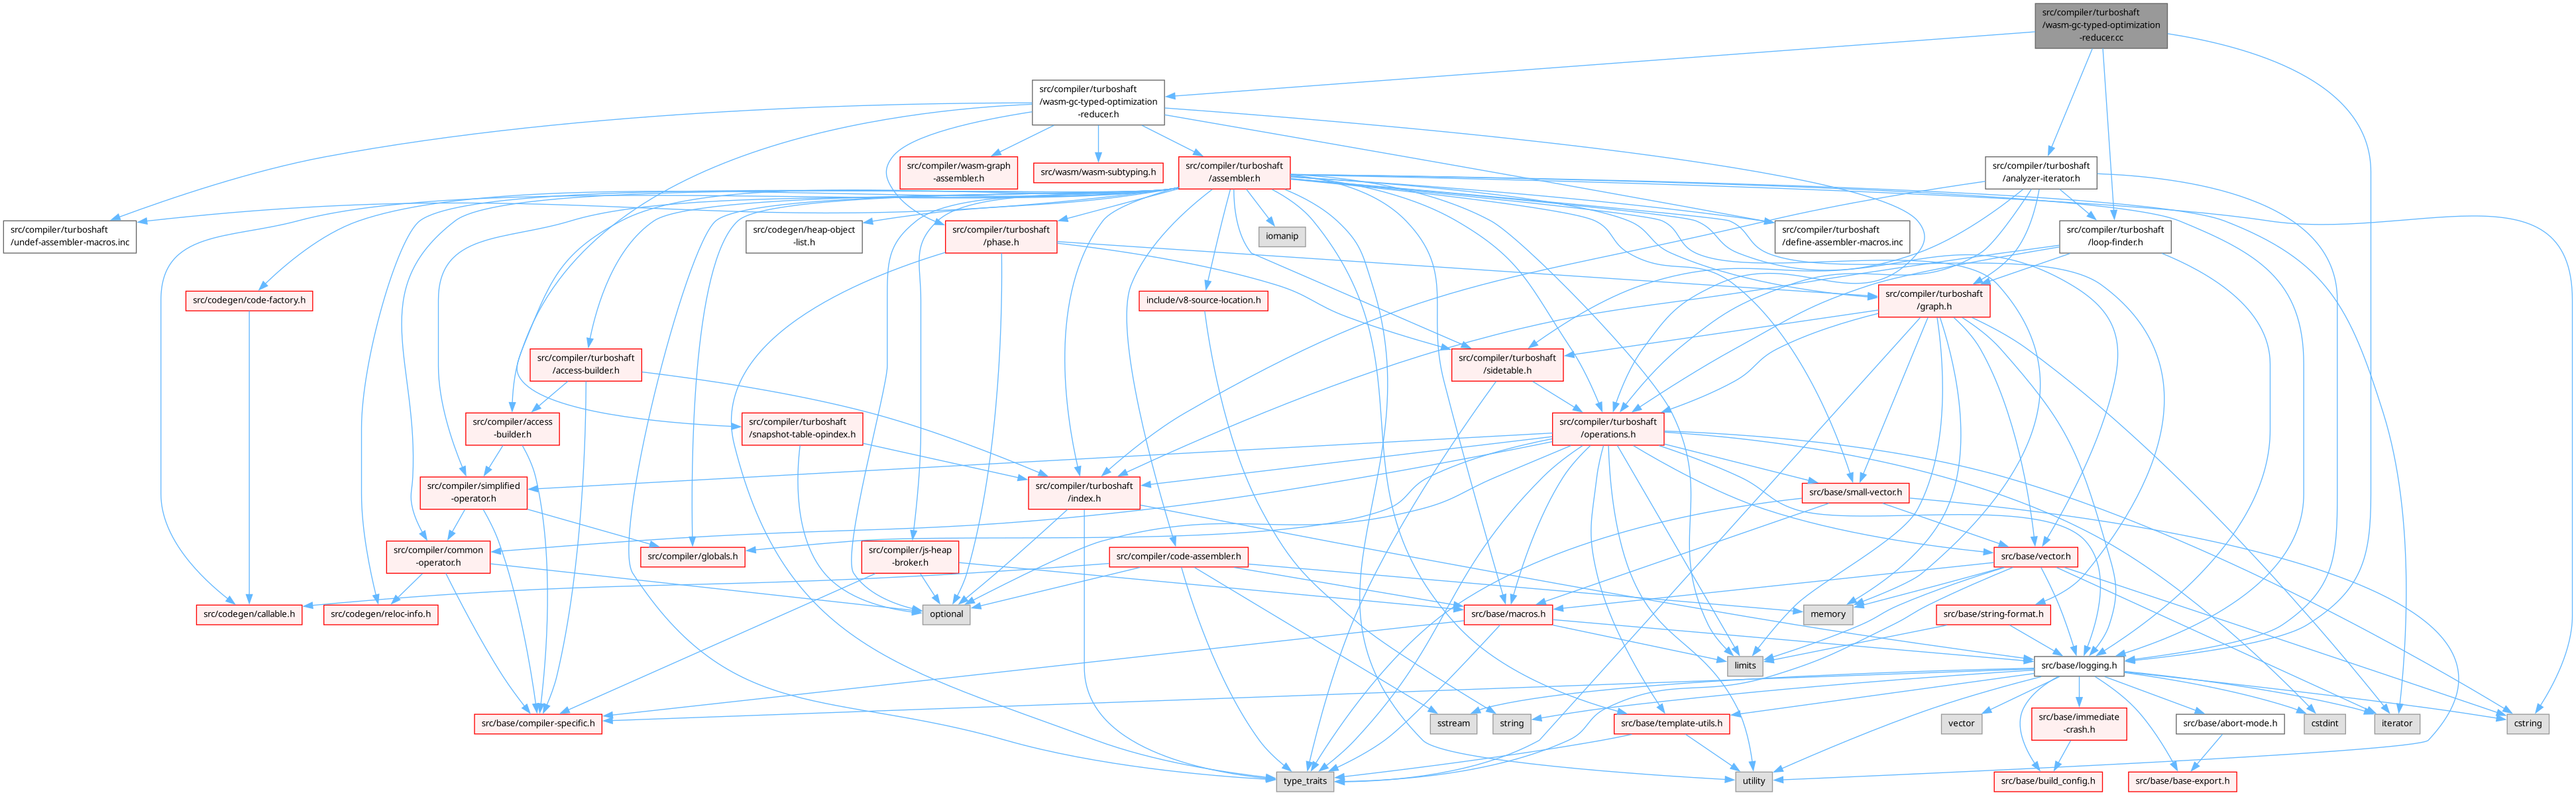 src/compiler/turboshaft
/wasm-gc-typed-optimization
-reducer.cc
src/compiler/turboshaft
/wasm-gc-typed-optimization
-reducer.h
src/compiler/wasm-graph
-assembler.h
src/wasm/wasm-subtyping.h
src/compiler/turboshaft
/assembler.h
src/compiler/turboshaft
/analyzer-iterator.h
src/compiler/turboshaft
/undef-assembler-macros.inc
src/codegen/heap-object
-list.h
src/compiler/turboshaft
/phase.h
iomanip
src/compiler/turboshaft
/define-assembler-macros.inc
src/compiler/turboshaft
/loop-finder.h
src/codegen/code-factory.h
include/v8-source-location.h
src/compiler/turboshaft
/graph.h
src/compiler/turboshaft
/access-builder.h
src/compiler/turboshaft
/sidetable.h
src/compiler/access
-builder.h
src/compiler/turboshaft
/snapshot-table-opindex.h
src/compiler/turboshaft
/operations.h
src/compiler/simplified
-operator.h
src/compiler/turboshaft
/index.h
src/base/small-vector.h
src/compiler/common
-operator.h
src/compiler/globals.h
src/compiler/js-heap
-broker.h
src/compiler/code-assembler.h
src/base/vector.h
src/codegen/callable.h
src/codegen/reloc-info.h
optional
src/base/macros.h
memory
src/base/string-format.h
limits
src/base/logging.h
src/base/compiler-specific.h
sstream
string
src/base/template-utils.h
vector
src/base/immediate
-crash.h
src/base/abort-mode.h
cstdint
iterator
cstring
type_traits
utility
src/base/build_config.h
src/base/base-export.h